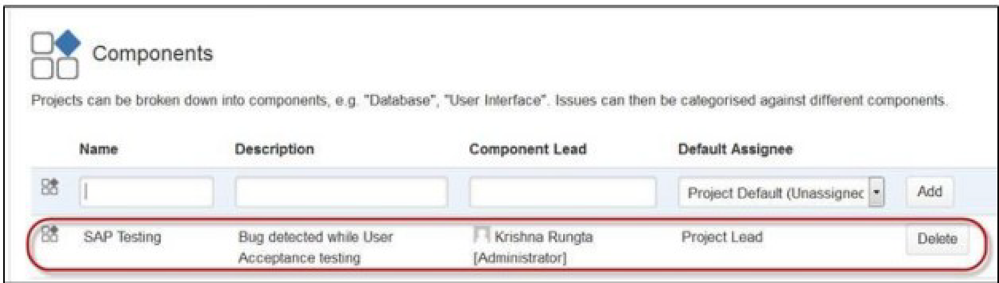 Components
Projects can be broken down into components, e.g. "Database", "User Interface". Issues can then be categorised against different components.
Name Description Component Lead Default Assignee
Project Default (Unassigned Add
SAP Testing Bug detected while User Krishna Rungta Project Lead Delete
Acceptance testing [Administrator]